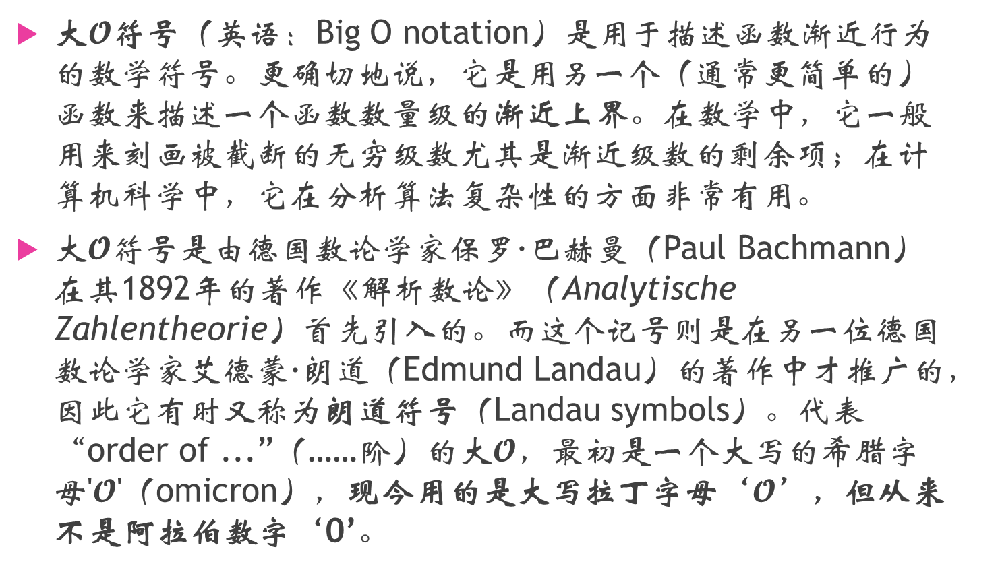 大O符号（英语：Big O notation）是用于描述函数渐近行为
的数学符号。更确切地说，它是用另一个（通常更简单的）
函数来描述一个函数数量级的渐近上界。在数学中，它一般
用来刻画被截断的无穷级数尤其是渐近级数的剩余项；在计
算机科学中，它在分析算法复杂性的方面非常有用。
大O符号是由德国数论学家保罗·巴赫曼（Paul Bachmann）
在其1892年的著作《解析数论》（Analytische
Zahlentheorie）首先引入的。而这个记号则是在另一位德国
数论学家艾德蒙·朗道（Edmund Landau）的著作中才推广的，
因此它有时又称为朗道符号（Landau symbols）。代表
“order of ...”（......阶）的大O，最初是一个大写的希腊字
母'O'（omicron），现今用的是大写拉丁字母‘O’，但从来
不是阿拉伯数字‘0’。